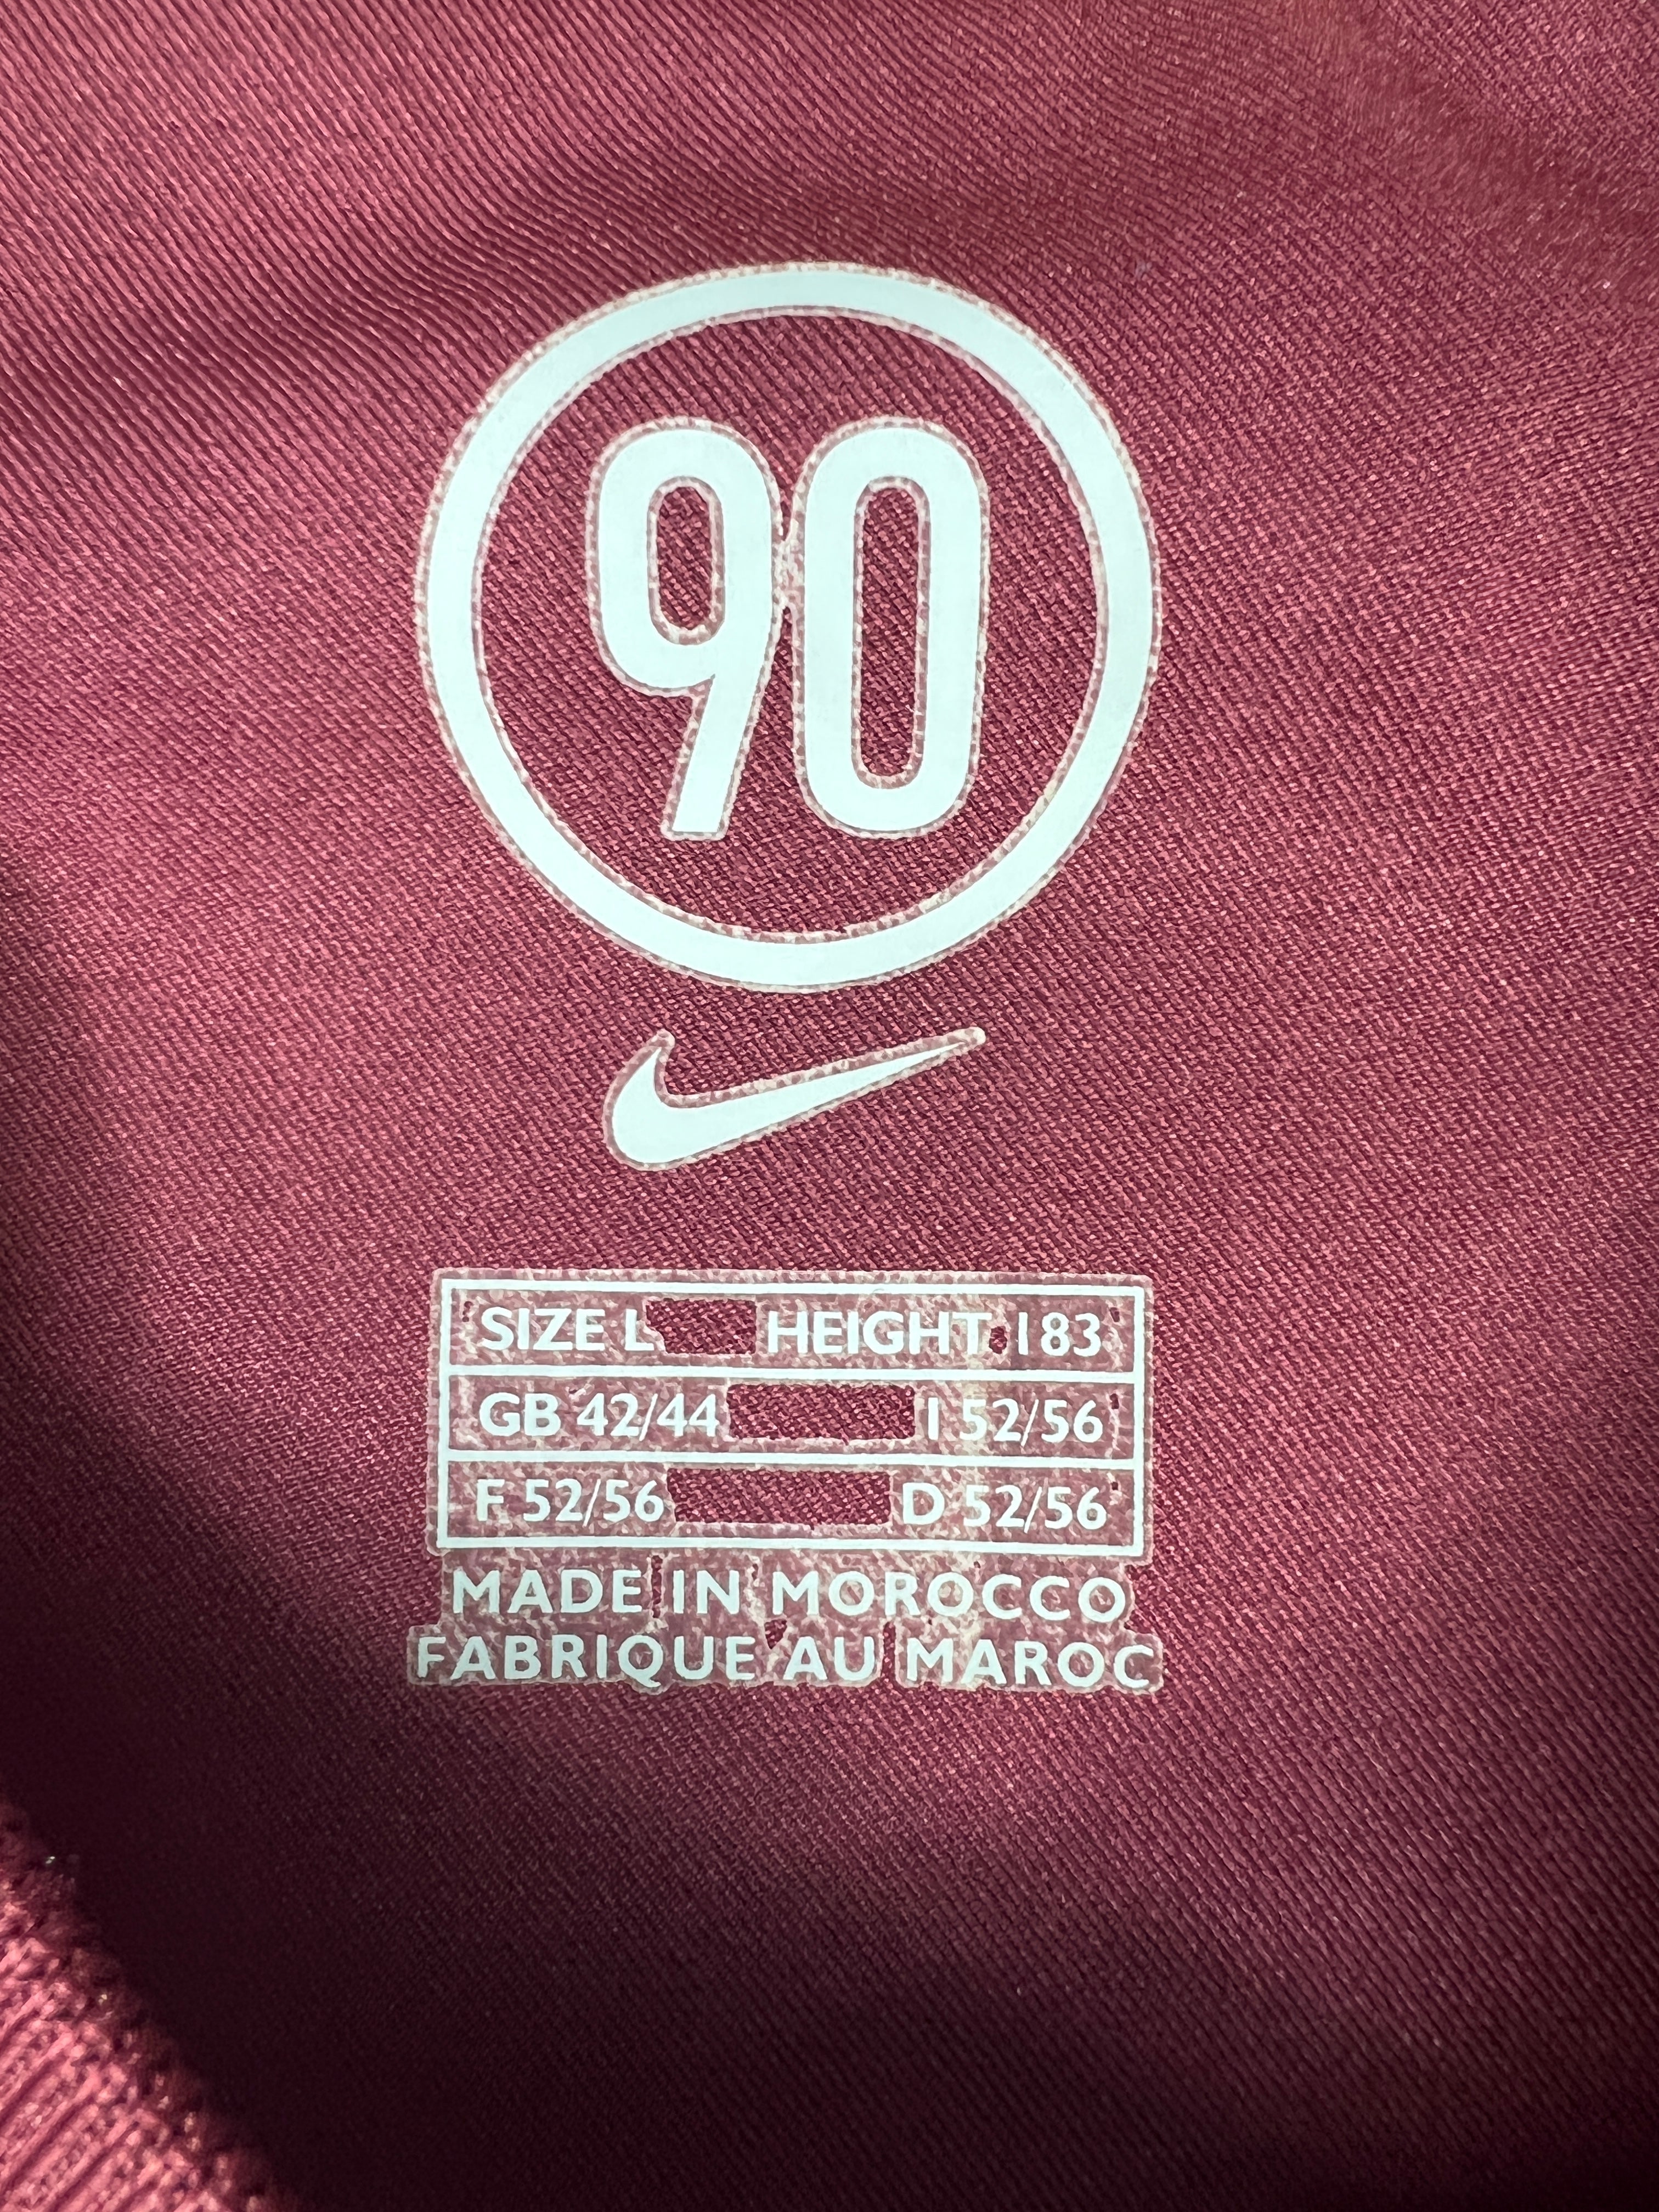 90
SIZE L HEIGHT 183
GB 42/44 I 52/56
F 52/56 D 52/56
MADE IN MOROCCO
FABRIQUE AU MAROC